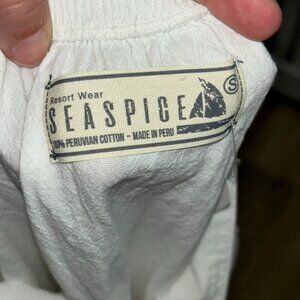 Resort Wear
S
SEASPICE
100% PERUVIAN COTTON - MADE IN PERU